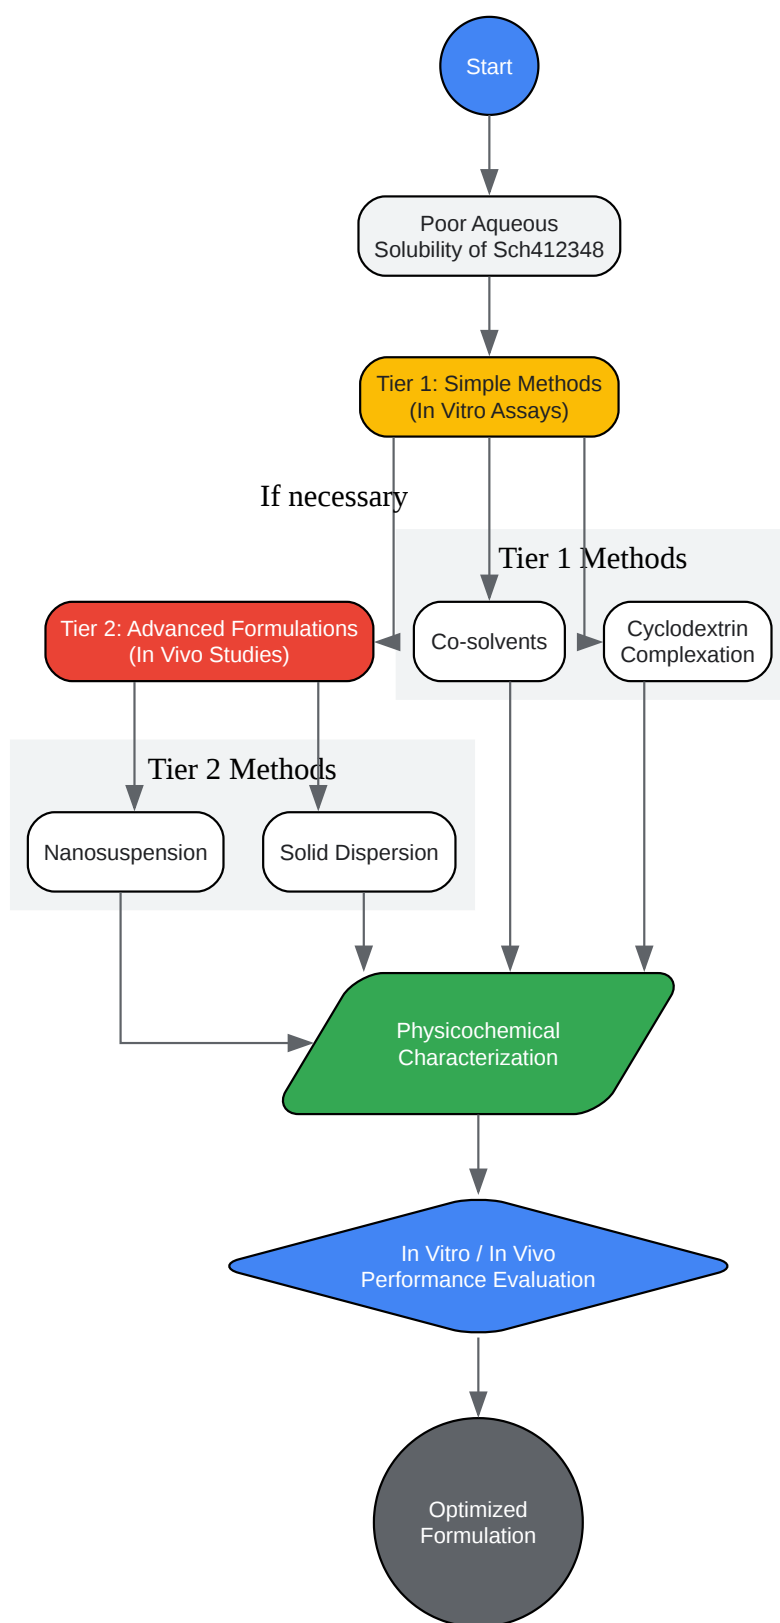 Start
Poor Aqueous
Solubility of Sch412348
Tier 1: Simple Methods
(In Vitro Assays)
If necessary
Tier 1 Methods
Tier 2: Advanced Formulations
(In Vivo Studies)
Co-solvents
Cyclodextrin
Complexation
Tier 2 Methods
Nanosuspension
Solid Dispersion
Physicochemical
Characterization
In Vitro / In Vivo
Performance Evaluation
Optimized
Formulation